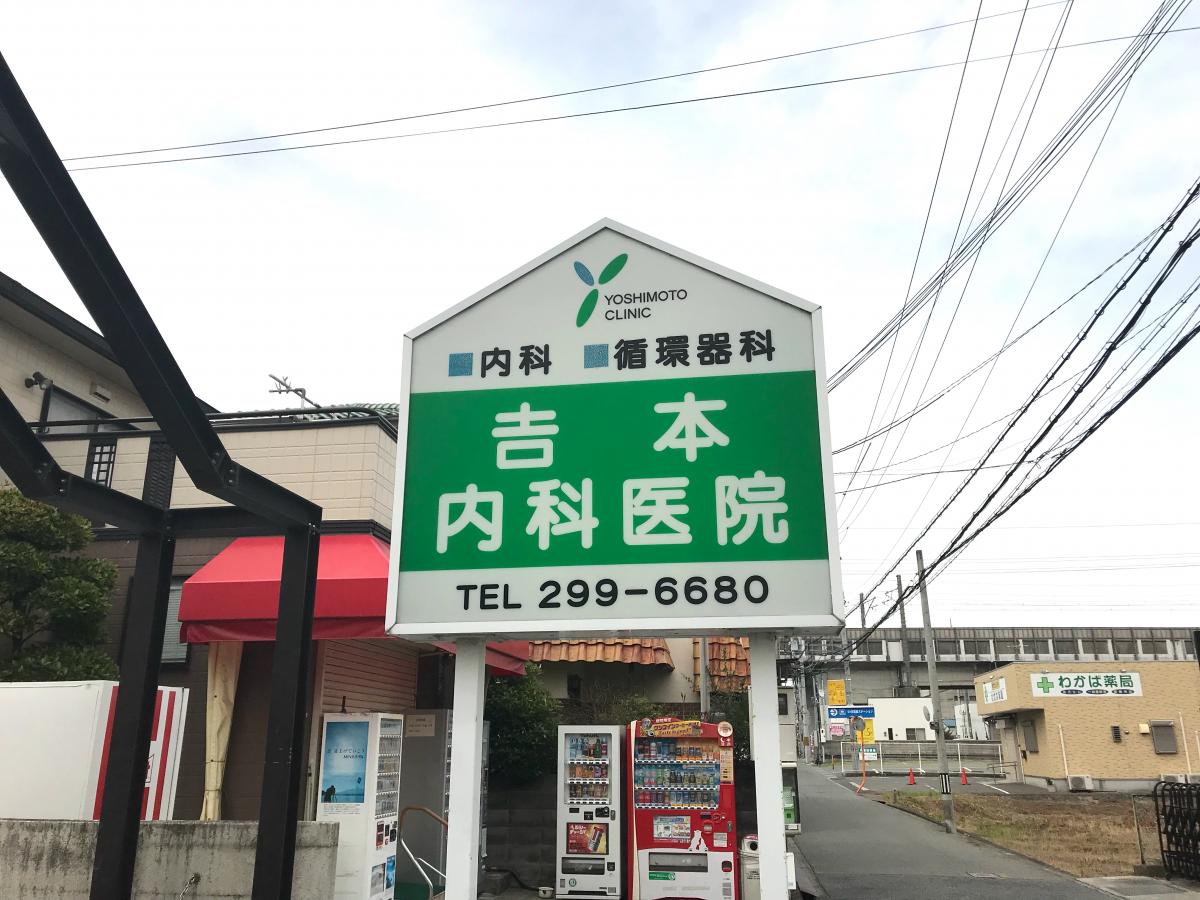 YOSHIMOTO
CLINIC
■内科 ■循環器科
𠮷 本
内科医院
TEL 299-6680
わかば薬局